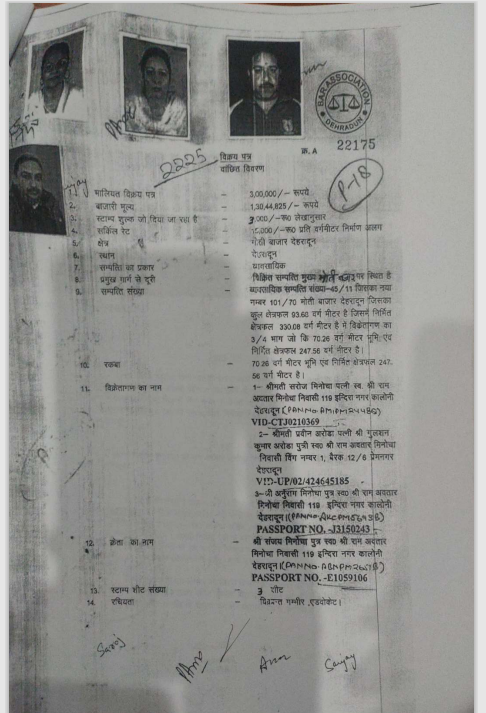 BAR ASSOCIATION
DEHRADUN
2225
विक्रय पत्र
क्र. A 22175
वांछित विवरण
P-1B
1. मालियत विक्रय पत्र – 3,00,000/– रूपये
2. बाजारी मूल्य – 1,30,44,825/– रूपये
3. स्टाम्प शुल्क जो दिया जा रहा है – 3,000/–रू0 लेखानुसार
4. सर्किल रेट – 15,000/–रू0 प्रति वर्गमीटर निर्माण अलग
5. क्षेत्र – मोती बाजार देहरादून
6. स्थान – देहरादून
7. सम्पत्ति का प्रकार – व्यवसायिक
8. प्रमुख मार्ग से दूरी – विक्रित सम्पत्ति मुख्य मोती बाजार पर स्थित है
9. सम्पत्ति संख्या – व्यवसायिक सम्पत्ति संख्या–45/11 जिसका नया
नम्बर 101/70 मोती बाजार देहरादून जिसका
कुल क्षेत्रफल 93.60 वर्ग मीटर है जिसमें निर्मित
क्षेत्रफल 330.08 वर्ग मीटर है में विक्रेतागण का
3/4 भाग जो कि 70.26 वर्ग मीटर भूमि एवं
निर्मित क्षेत्रफल 247.56 वर्ग मीटर है।
10. रकबा – 70.26 वर्ग मीटर भूमि एवं निर्मित क्षेत्रफल 247.
56 वर्ग मीटर है।
11. विक्रेतागण का नाम – 1– श्रीमती सरोज मिनोचा पत्नी स्व. श्री राम
अवतार मिनोचा निवासी 119 इन्दिरा नगर कालोनी
देहरादून।
VID-CTJ0210369
2– श्रीमती प्रवीन अरोडा पत्नी श्री गुलशन
कुमार अरोडा पुत्री स्व0 श्री राम अवतार मिनोचा
निवासी विंग नम्बर 1, बैरक 12/6 प्रेमनगर
देहरादून
VID-UP/02/424645185
3–श्री अनुराम मिनोचा पुत्र स्व0 श्री राम अवतार
मिनोचा निवासी 119 इन्दिरा नगर कालोनी
देहरादून।
PASSPORT NO. -J3150243
12. क्रेता का नाम – श्री संजय मिनोचा पुत्र स्व0 श्री राम अवतार
मिनोचा निवासी 119 इन्दिरा नगर कालोनी
देहरादून।
PASSPORT NO. -E1059106
13. स्टाम्प शीट संख्या – 3 शीट
14. रचियता – गम्भीर ,एडवोकेट।
Saroj Sanjay